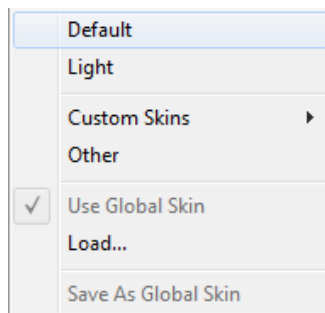 Default
Light
Custom Skins
Other
Use Global Skin
Load...
Save As Global Skin